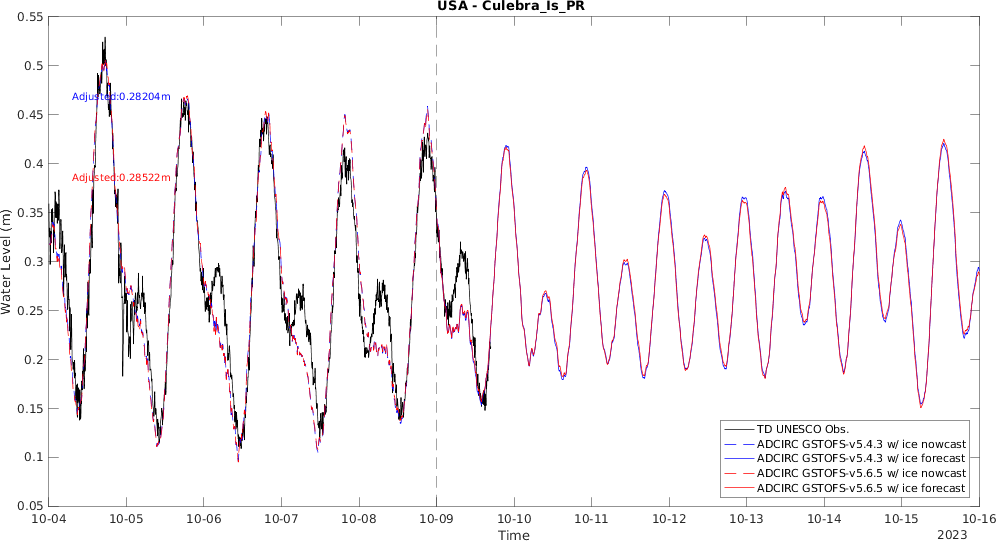 USA - Culebra_Is_PR
0.55
0.5
0.45
0.4
0.35
0.3
0.25
0.2
0.15
0.1
0.05
Water Level (m)
Adjusted:0.28204m
Adjusted:0.28522m
TD UNESCO Obs.
ADCIRC GSTOFS-v5.4.3 w/ ice nowcast
ADCIRC GSTOFS-v5.4.3 w/ ice forecast
ADCIRC GSTOFS-v5.6.5 w/ ice nowcast
ADCIRC GSTOFS-v5.6.5 w/ ice forecast
10-04 10-05 10-06 10-07 10-08 10-09 10-10 10-11 10-12 10-13 10-14 10-15 10-16
Time
2023